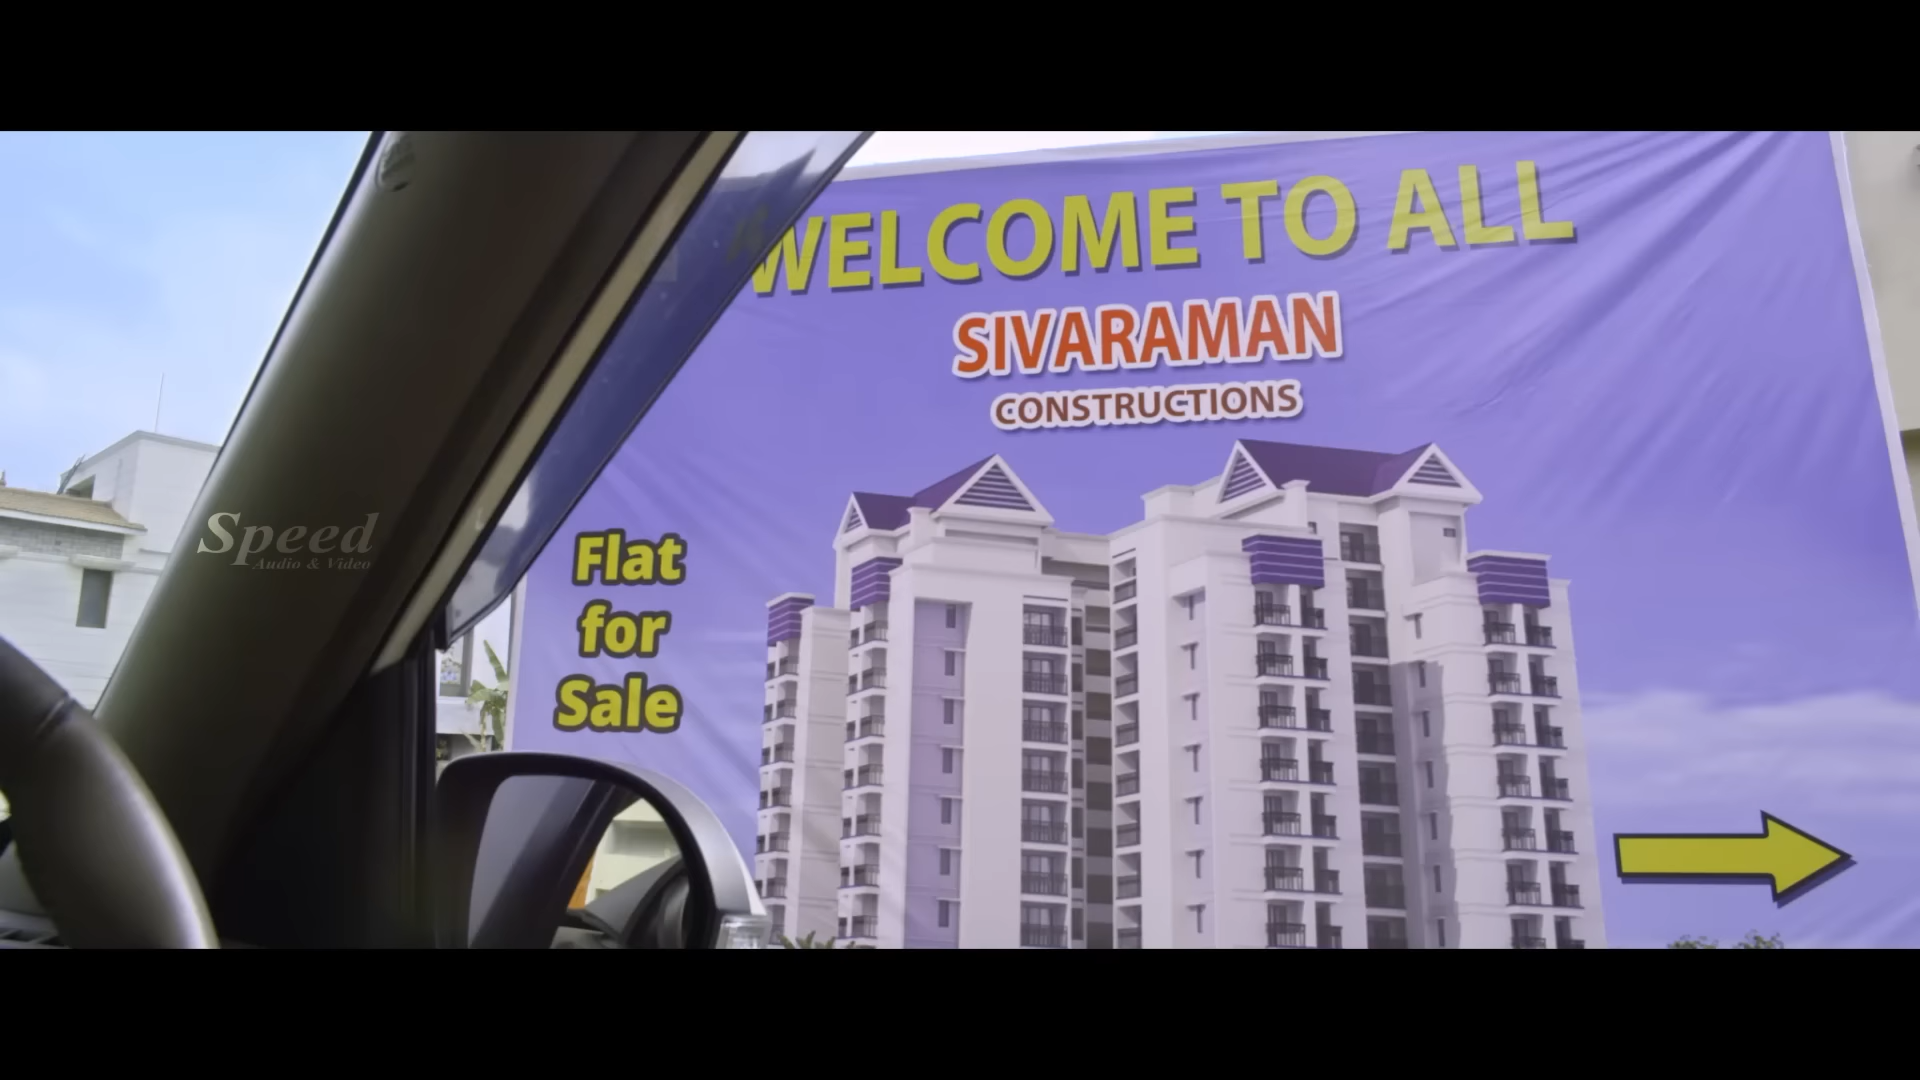 WELCOME TO ALL
SIVARAMAN
CONSTRUCTIONS
Flat
for
Sale
Speed
Audio & Video